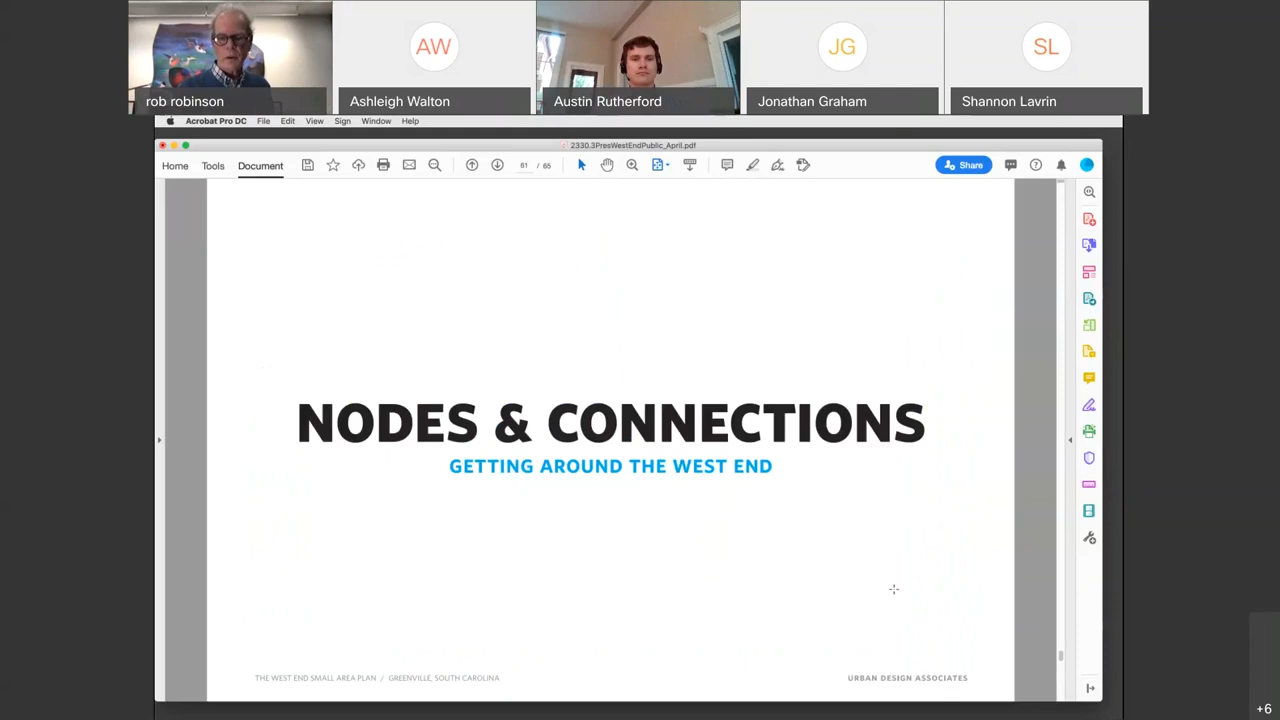 AW
JG
SL
rob robinson
Ashleigh Walton
Austin Rutherford
Jonathan Graham
Shannon Lavrin
Acrobat Pro DC File Edit View Sign Window Help
2330.3PresWestEndPublic_April.pdf
Home Tools Document 61 / 65 Share
NODES & CONNECTIONS
GETTING AROUND THE WEST END
THE WEST END SMALL AREA PLAN / GREENVILLE, SOUTH CAROLINA
URBAN DESIGN ASSOCIATES
+6